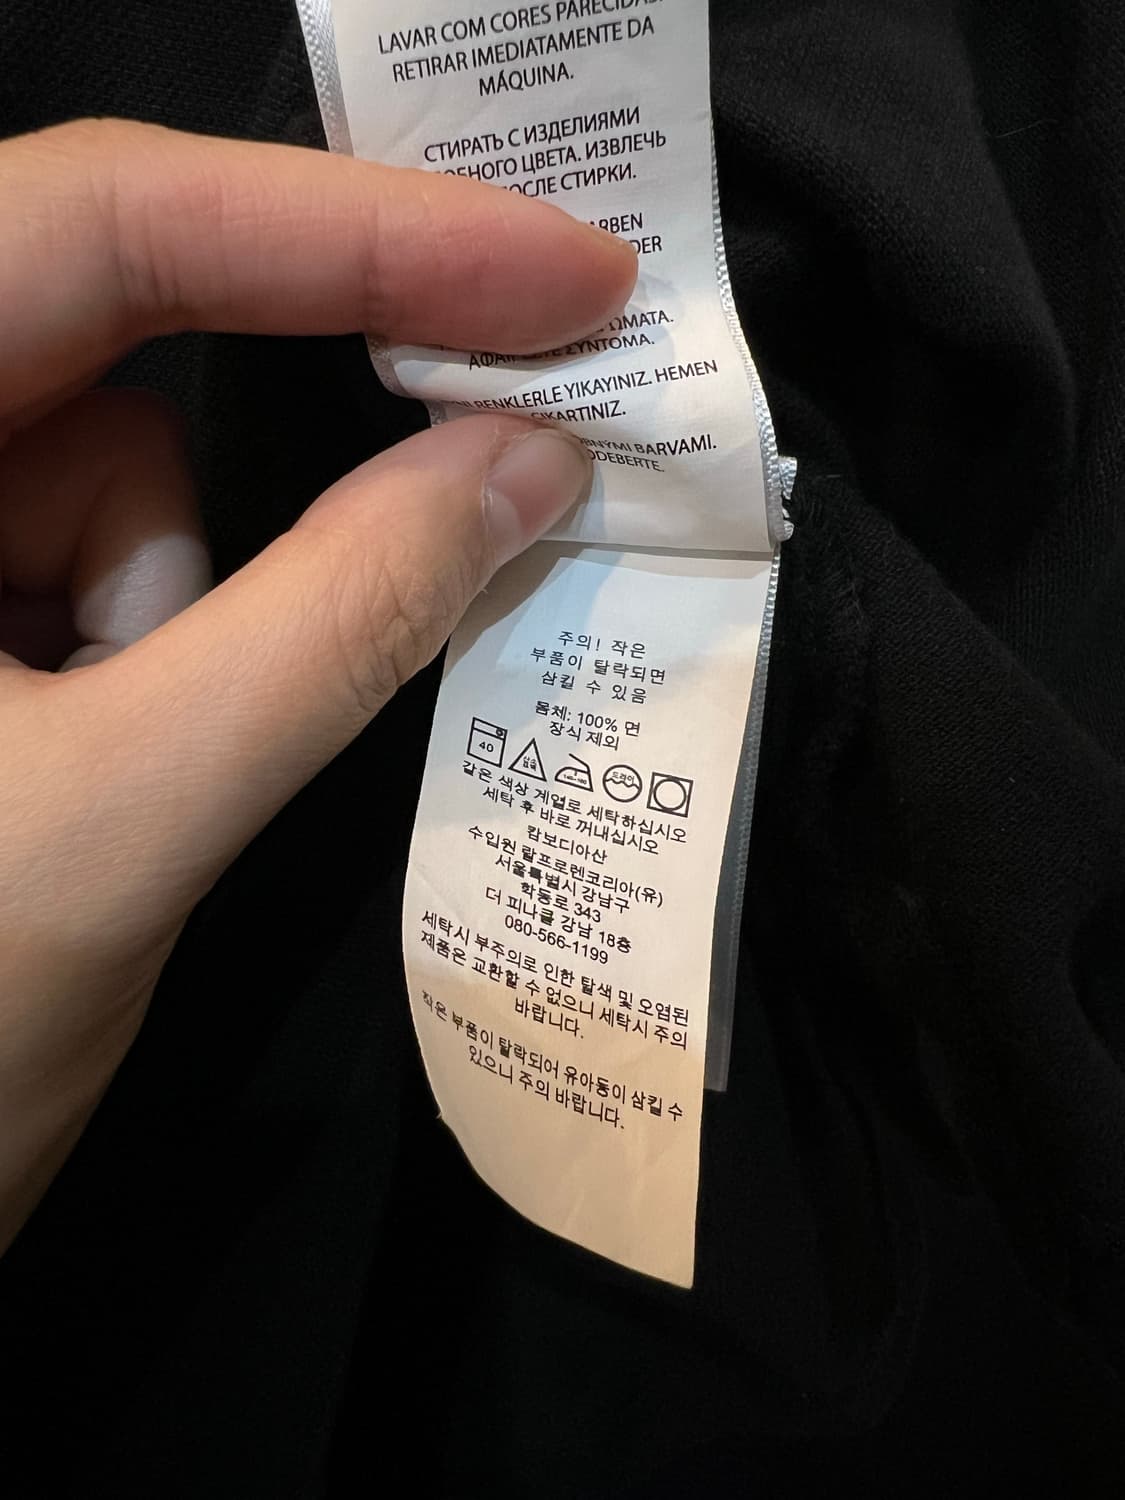 LAVAR COM CORES PARECIDAS.
RETIRAR IMEDIATAMENTE DA
MÁQUINA.
СТИРАТЬ С ИЗДЕЛИЯМИ
ЦВЕТА. ИЗВЛЕЧЬ
СТИРКИ.
ΣΥΝΤΟΜΑ.
YIKAYINIZ. HEMEN
BARVAMI.
주의! 작은
부품이 탈락되면
삼킬 수 있음
몸체: 100% 면
장식 제외
40
드라이
갈은 색상 계열로 세탁하십시오
세탁 후 바로 꺼내십시오
캄보디아산
수입원 랄프로렌코리아(유)
서울특별시 강남구
학동로 343
더 피나클 강남 18층
080-566-1199
세탁시 부주의로 인한 탈색 및 오염된
제품은 교환할 수 없으니 세탁시 주의
바랍니다.
작은 부품이 탈락되어 유아동이 삼킬 수
있으니 주의 바랍니다.